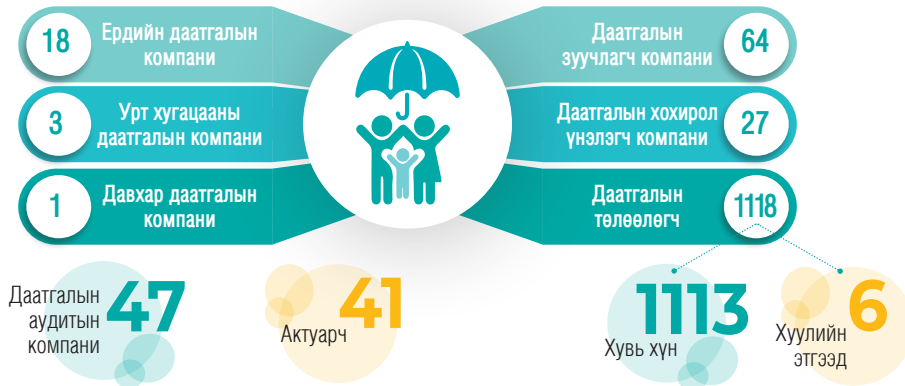 18
Ердийн даатгалын
компани
3
Урт хугацааны
даатгалын компани
1
Давхар даатгалын
компани
Даатгалын
зуучлагч компани
64
Даатгалын хохирол
үнэлэгч компани
27
Даатгалын
төлөөлөгч
1118
Даатгалын
аудитын
компани
47
Актуарч
41
1113
Хувь хүн
6
Хуулийн
этгээд